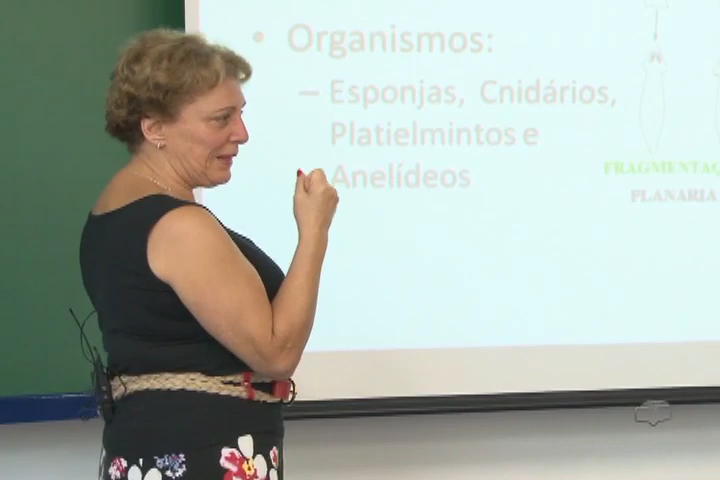 • Organismos:
– Esponjas, Cnidários,
Platielmintos e
Anelídeos
PLANARIA